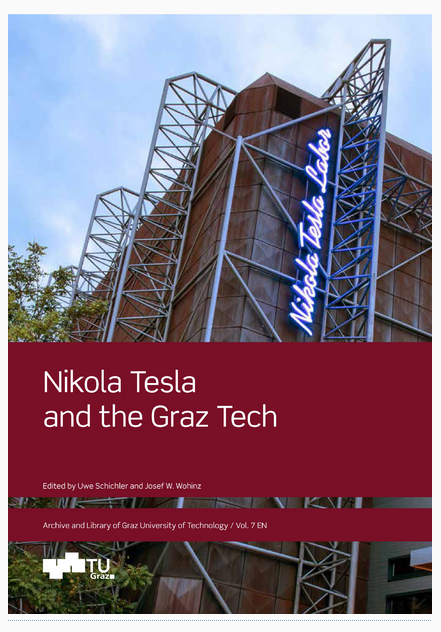 Nikola Tesla Labor
Nikola Tesla
and the Graz Tech
Edited by Uwe Schichler and Josef W. Wohinz
Archive and Library of Graz University of Technology / Vol. 7 EN
TU
Graz